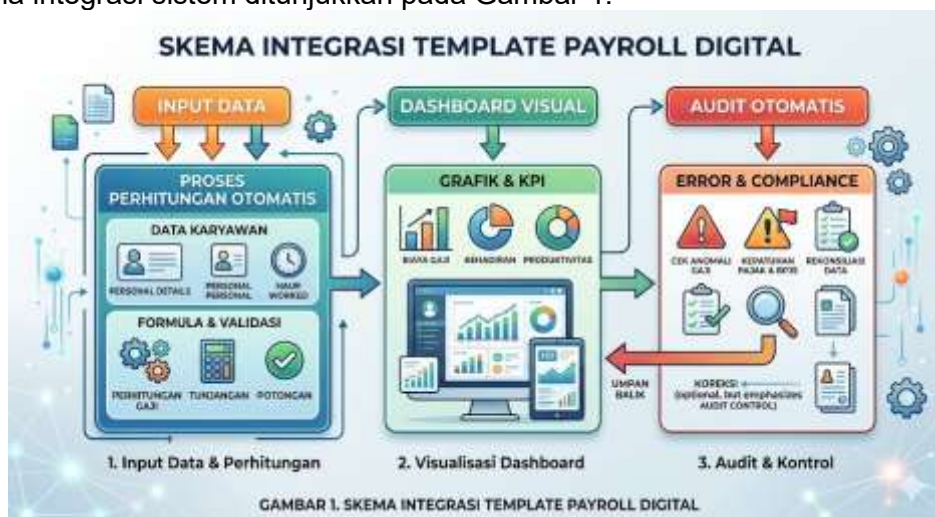 ma integrasi sistem ditunjukkan pada Gambar 1.
SKEMA INTEGRASI TEMPLATE PAYROLL DIGITAL
INPUT DATA
DASHBOARD VISUAL
AUDIT OTOMATIS
PROSES
PERHITUNGAN OTOMATIS
DATA KARYAWAN
PERSONAL DETAILS
PERSONAL
PERSONAL
HAUR
WORKED
FORMULA & VALIDASI
PERHITUNGAN
GAJI
TUNJANGAN
POTONGAN
GRAFIK & KPI
BIAYA GAJI
KEHADIRAN
PRODUKTIVITAS
ERROR & COMPLIANCE
CEK ANOMALI
GAJI
KEPATUHAN
PAJAK & BPJS
REKONSILIASI
DATA
UMPAN
BALIK
KOREKSI
(optional, but emphasizes
AUDIT CONTROL)
1. Input Data & Perhitungan
2. Visualisasi Dashboard
3. Audit & Kontrol
GAMBAR 1. SKEMA INTEGRASI TEMPLATE PAYROLL DIGITAL